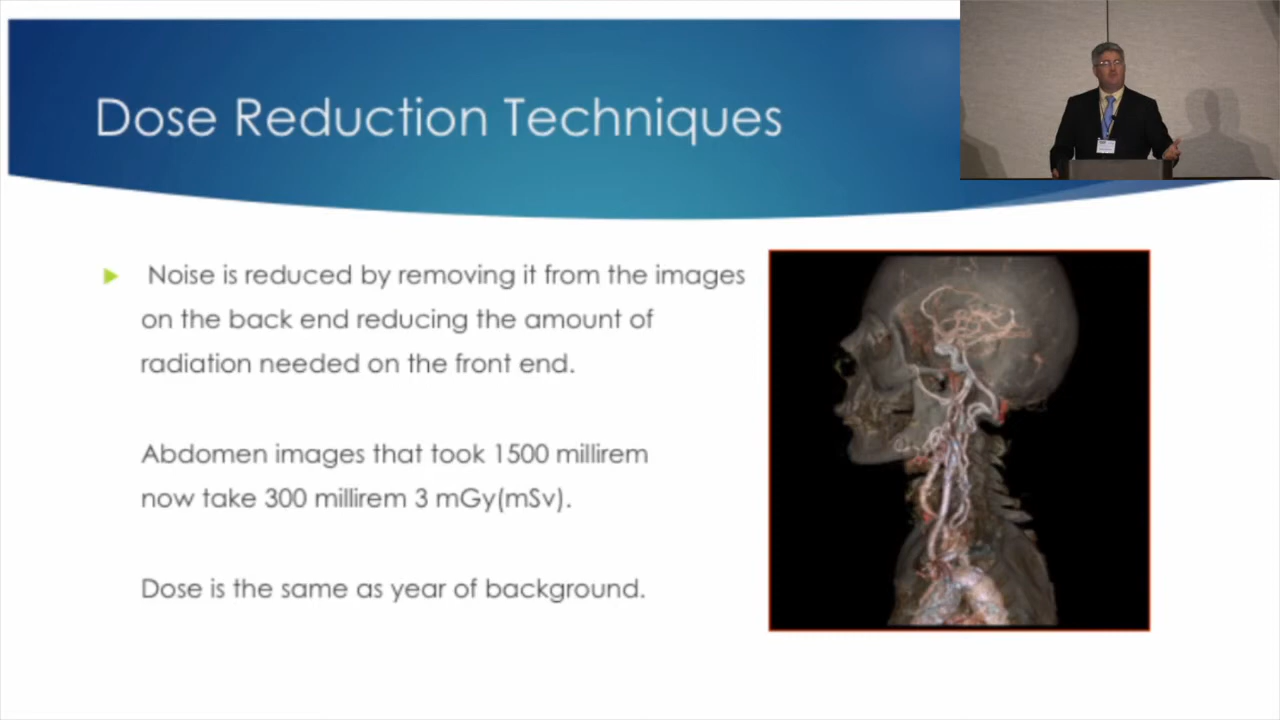 Dose Reduction Techniques
Noise is reduced by removing it from the images
on the back end reducing the amount of
radiation needed on the front end.
Abdomen images that took 1500 millirem
now take 300 millirem 3 mGy(mSv).
Dose is the same as year of background.